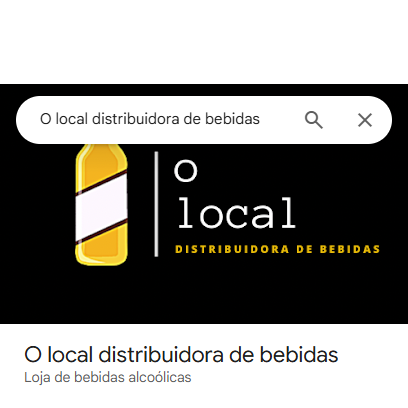 O local distribuidora de bebidas
o
local
DISTRIBUIDORA DE BEBIDAS
O local distribuidora de bebidas
Loja de bebidas alcoólicas